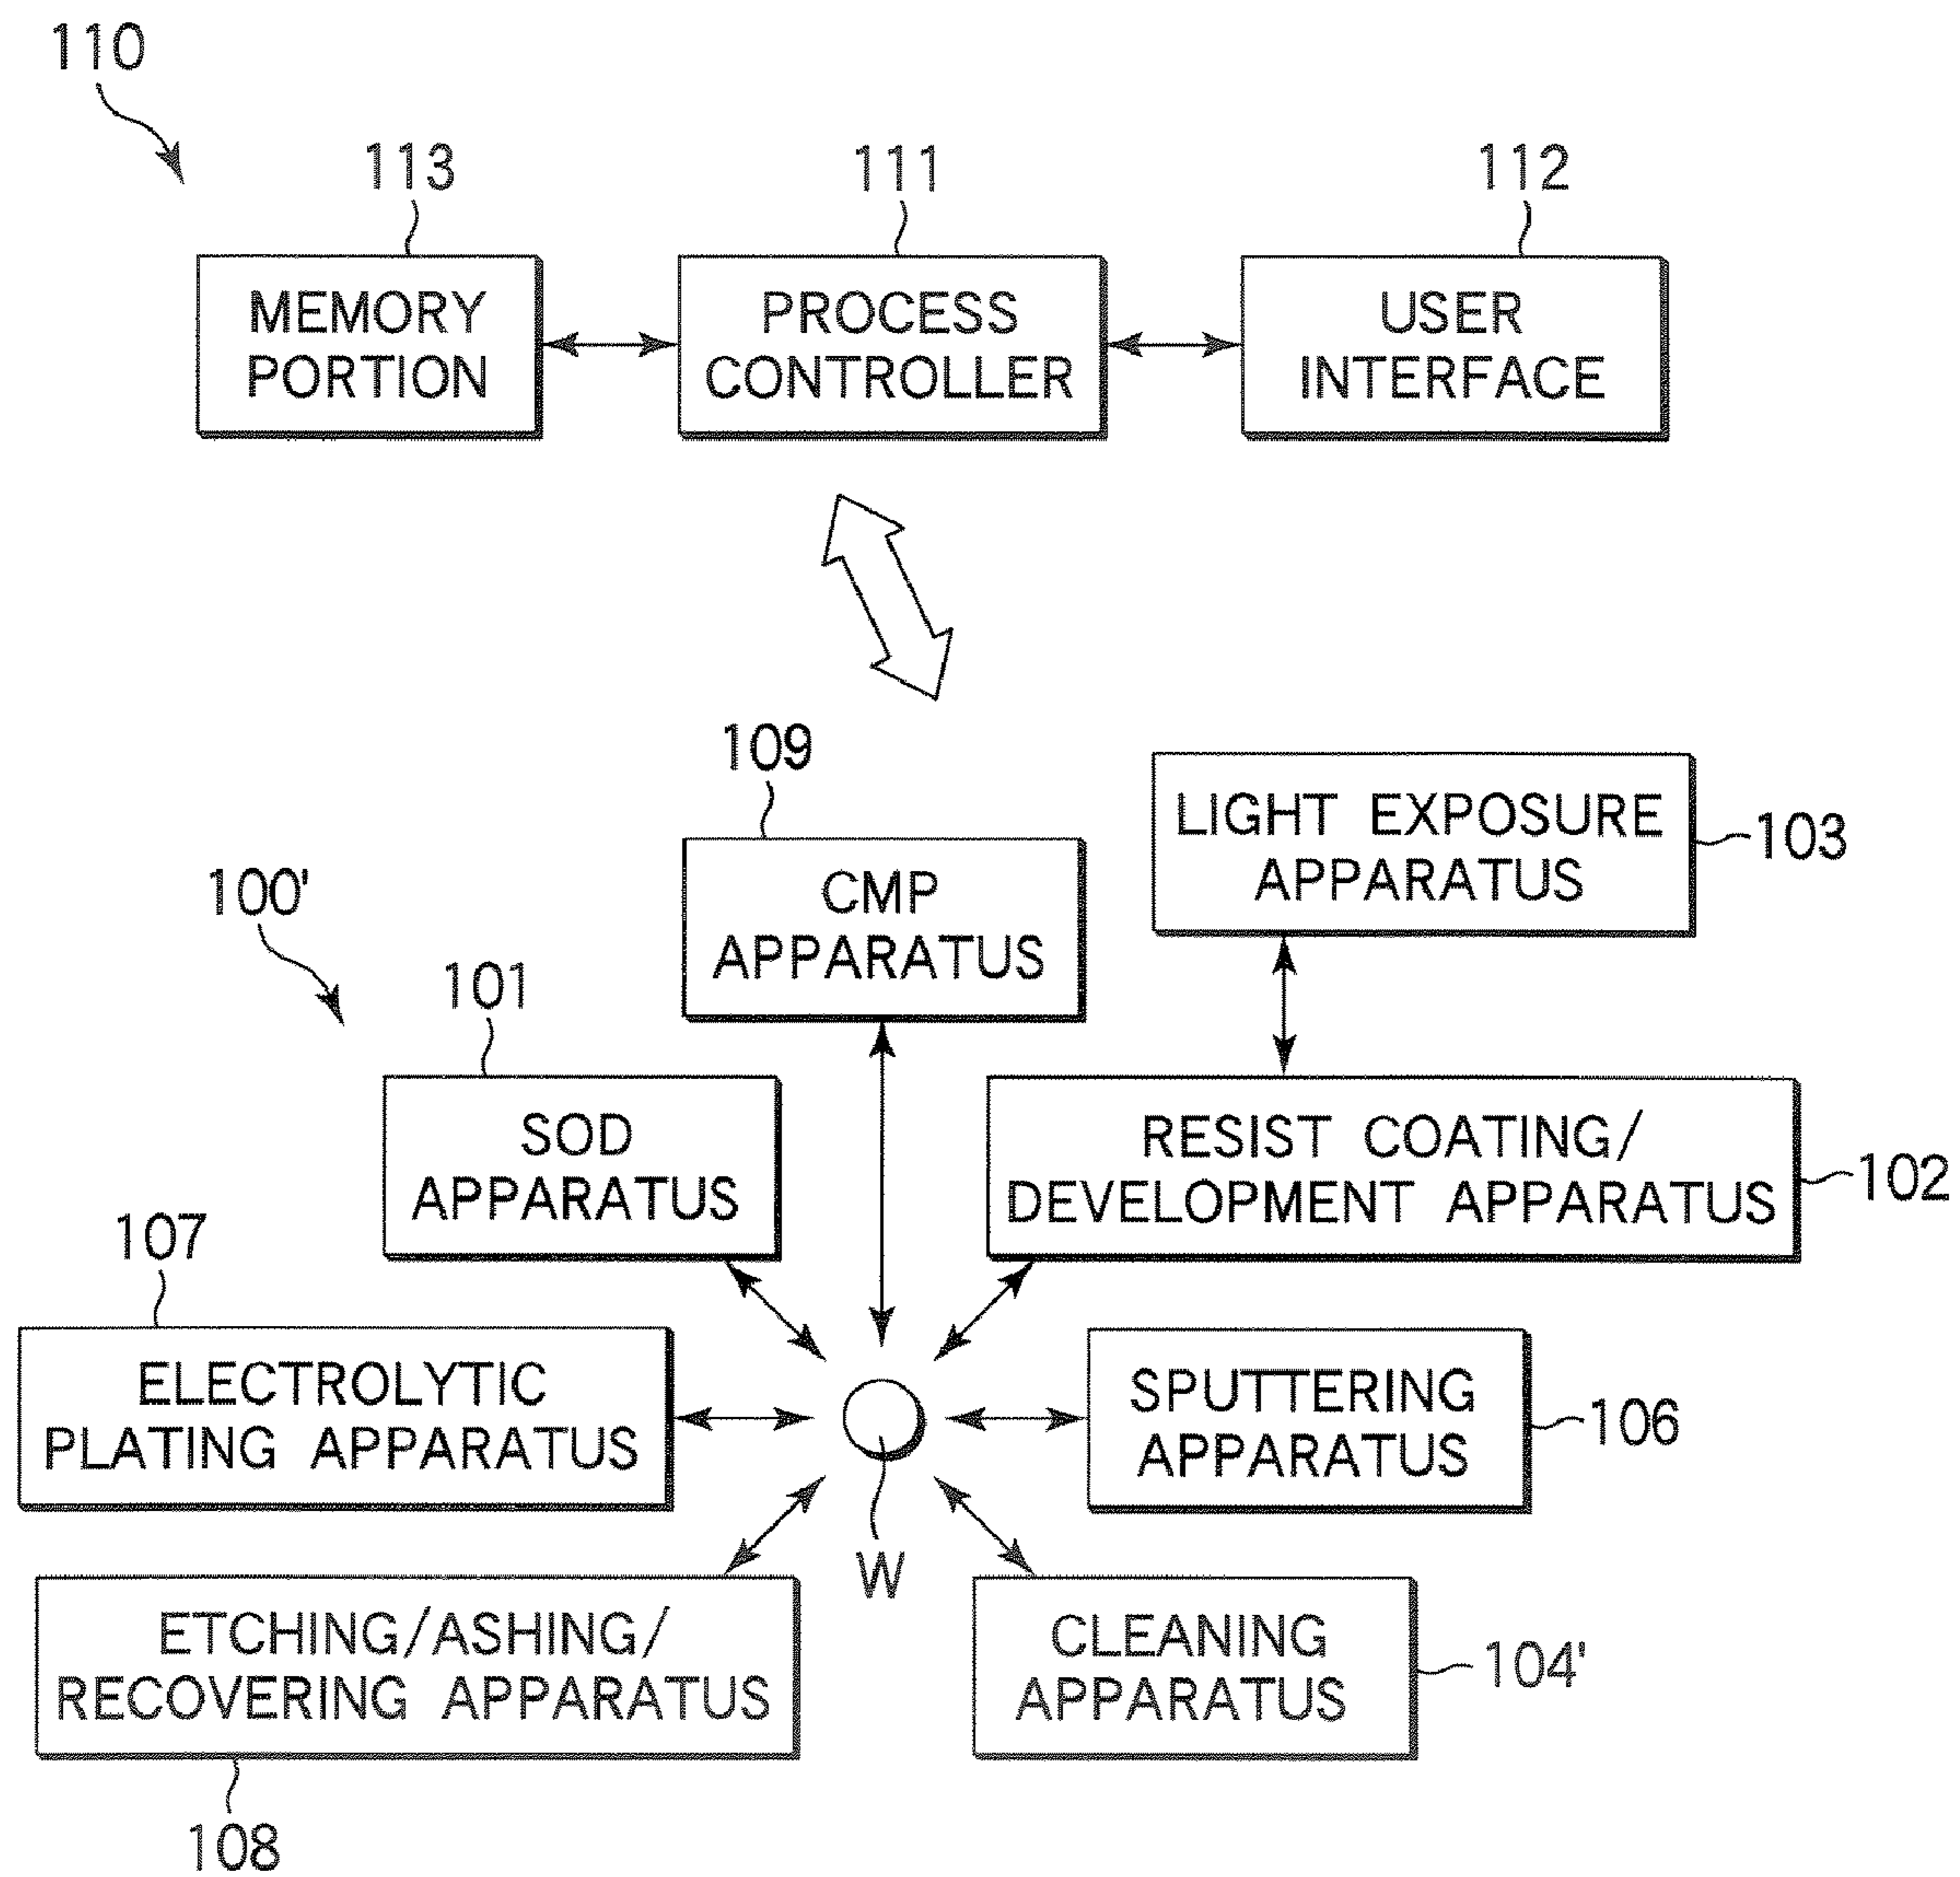 110
113
111
112
MEMORY
PORTION
PROCESS
CONTROLLER
USER
INTERFACE
109
LIGHT EXPOSURE
APPARATUS
103
100'
CMP
APPARATUS
101
SOD
APPARATUS
RESIST COATING/
DEVELOPMENT APPARATUS
102
107
ELECTROLYTIC
PLATING APPARATUS
SPUTTERING
APPARATUS
106
W
ETCHING/ASHING/
RECOVERING APPARATUS
CLEANING
APPARATUS
104'
108